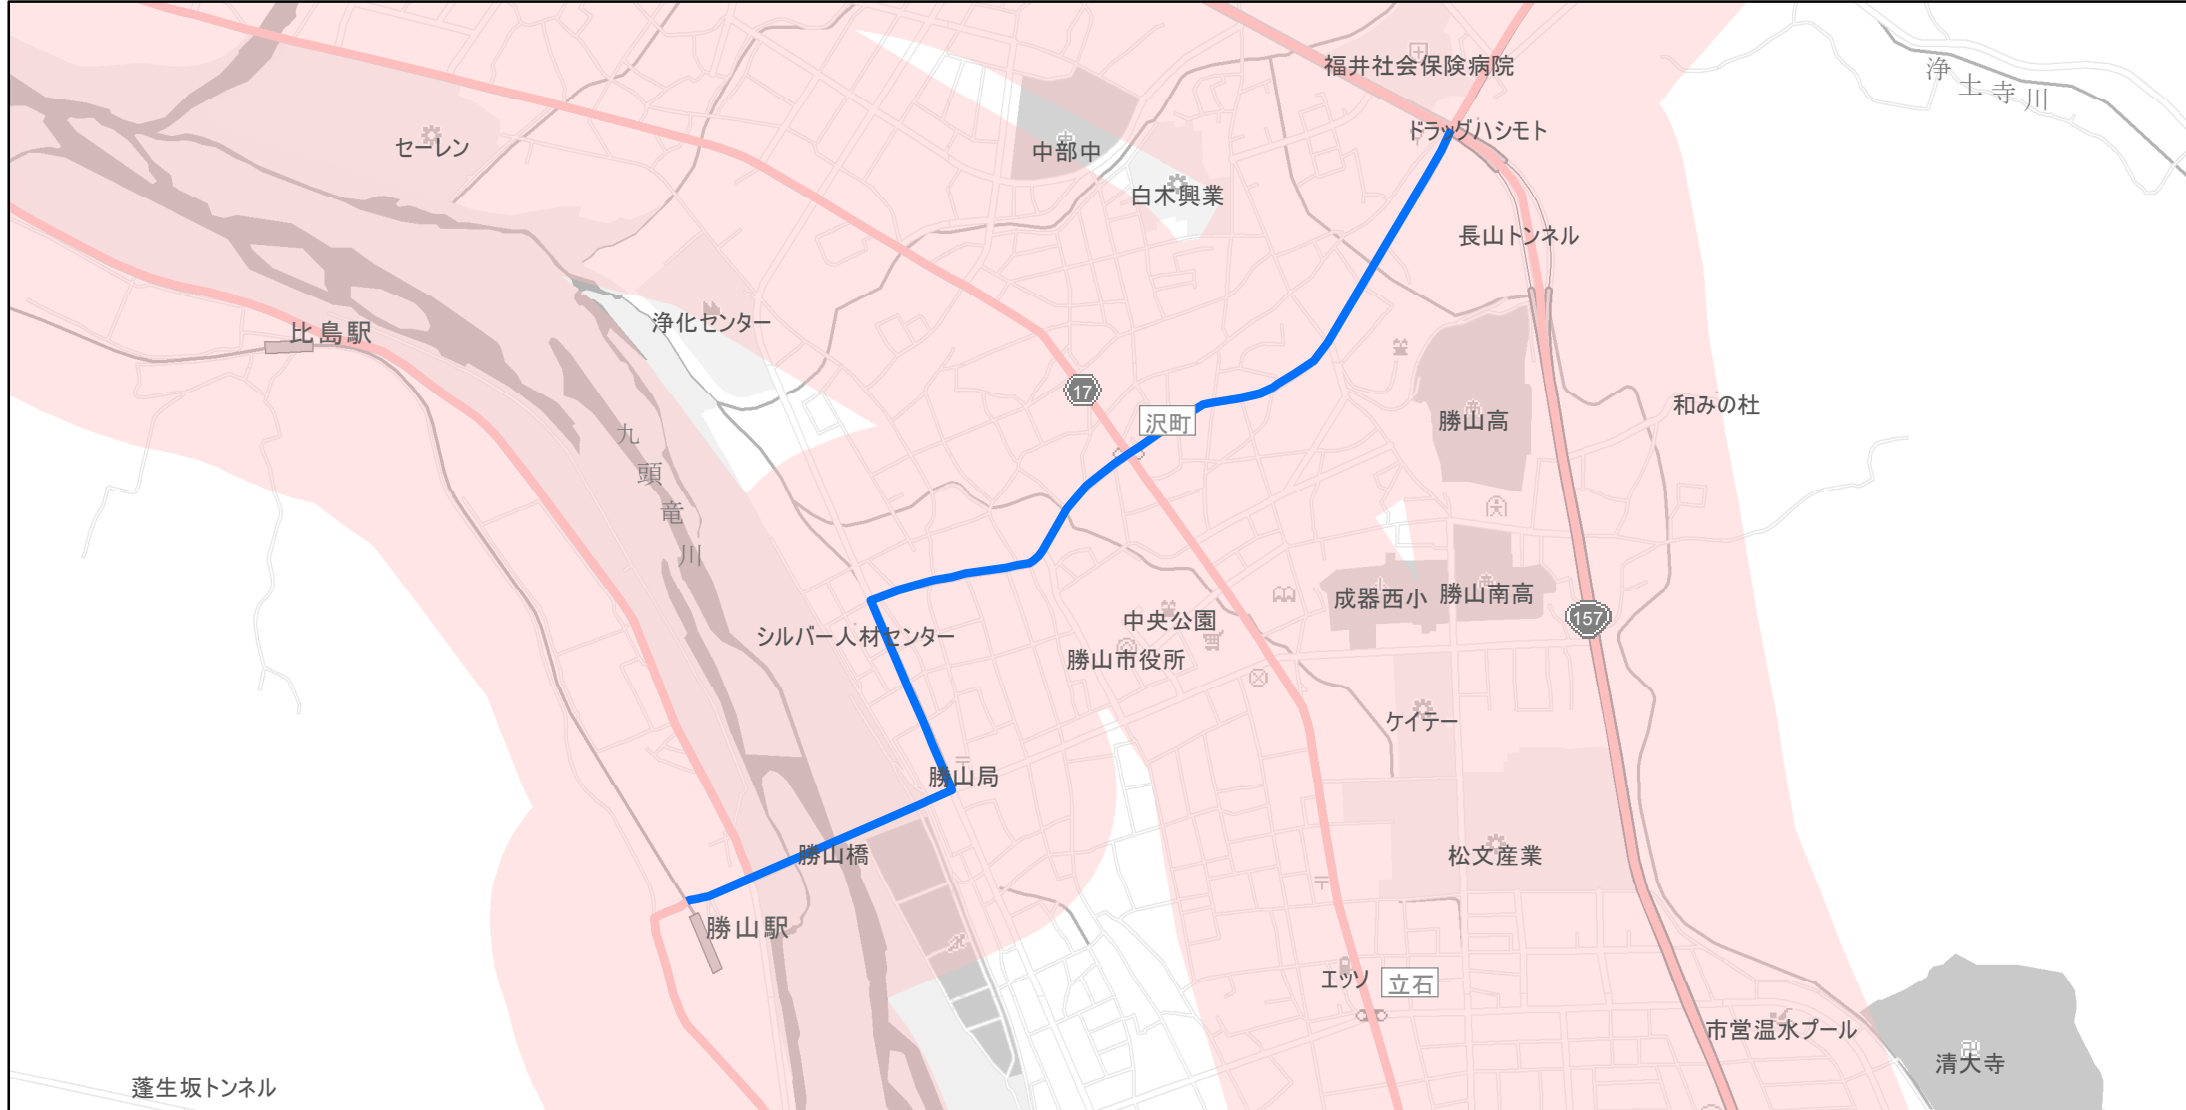 福井社会保険病院
浄土寺川
ドラッグハシモト
セーレン
中部中
白木興業
長山トンネル
浄化センター
比島駅
17
沢町
勝山高
和みの杜
九頭竜川
成器西小
勝山南高
157
中央公園
シルバー人材センター
勝山市役所
ケイテー
勝山局
勝山橋
松文産業
勝山駅
エッソ
立石
市営温水プール
清大寺
蓬生坂トンネル